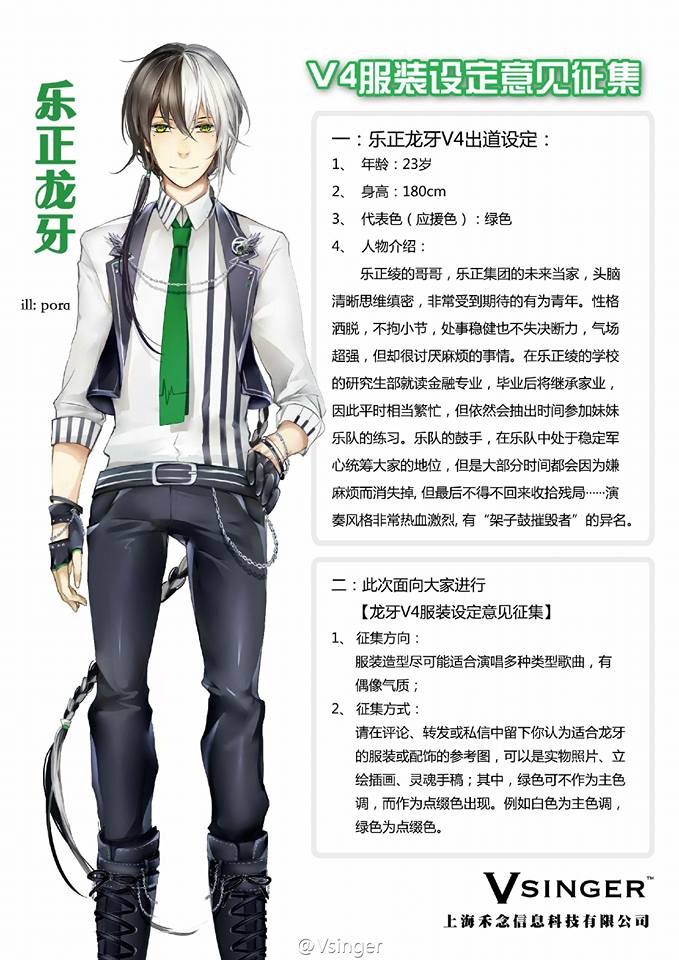 乐正龙牙
ill: pora
V4服装设定意见征集
一：乐正龙牙V4出道设定：
1、 年龄：23岁
2、 身高：180cm
3、 代表色（应援色）：绿色
4、 人物介绍：
乐正绫的哥哥，乐正集团的未来当家，头脑
清晰思维缜密，非常受到期待的有为青年。性格
洒脱，不拘小节，处事稳健也不失决断力，气场
超强，但却很讨厌麻烦的事情。在乐正绫的学校
的研究生部就读金融专业，毕业后将继承家业，
因此平时相当繁忙，但依然会抽出时间参加妹妹
乐队的练习。乐队的鼓手，在乐队中处于稳定军
心统筹大家的地位，但是大部分时间都会因为嫌
麻烦而消失掉, 但最后不得不回来收拾残局……演
奏风格非常热血激烈, 有“架子鼓摧毁者”的异名。
二：此次面向大家进行
【龙牙V4服装设定意见征集】
1、 征集方向：
服装造型尽可能适合演唱多种类型歌曲，有
偶像气质；
2、 征集方式：
请在评论、转发或私信中留下你认为适合龙牙
的服装或配饰的参考图，可以是实物照片、立
绘插画、灵魂手稿；其中，绿色可不作为主色
调，而作为点缀色出现。例如白色为主色调，
绿色为点缀色。
VSINGER™
上海禾念信息科技有限公司
@Vsinger